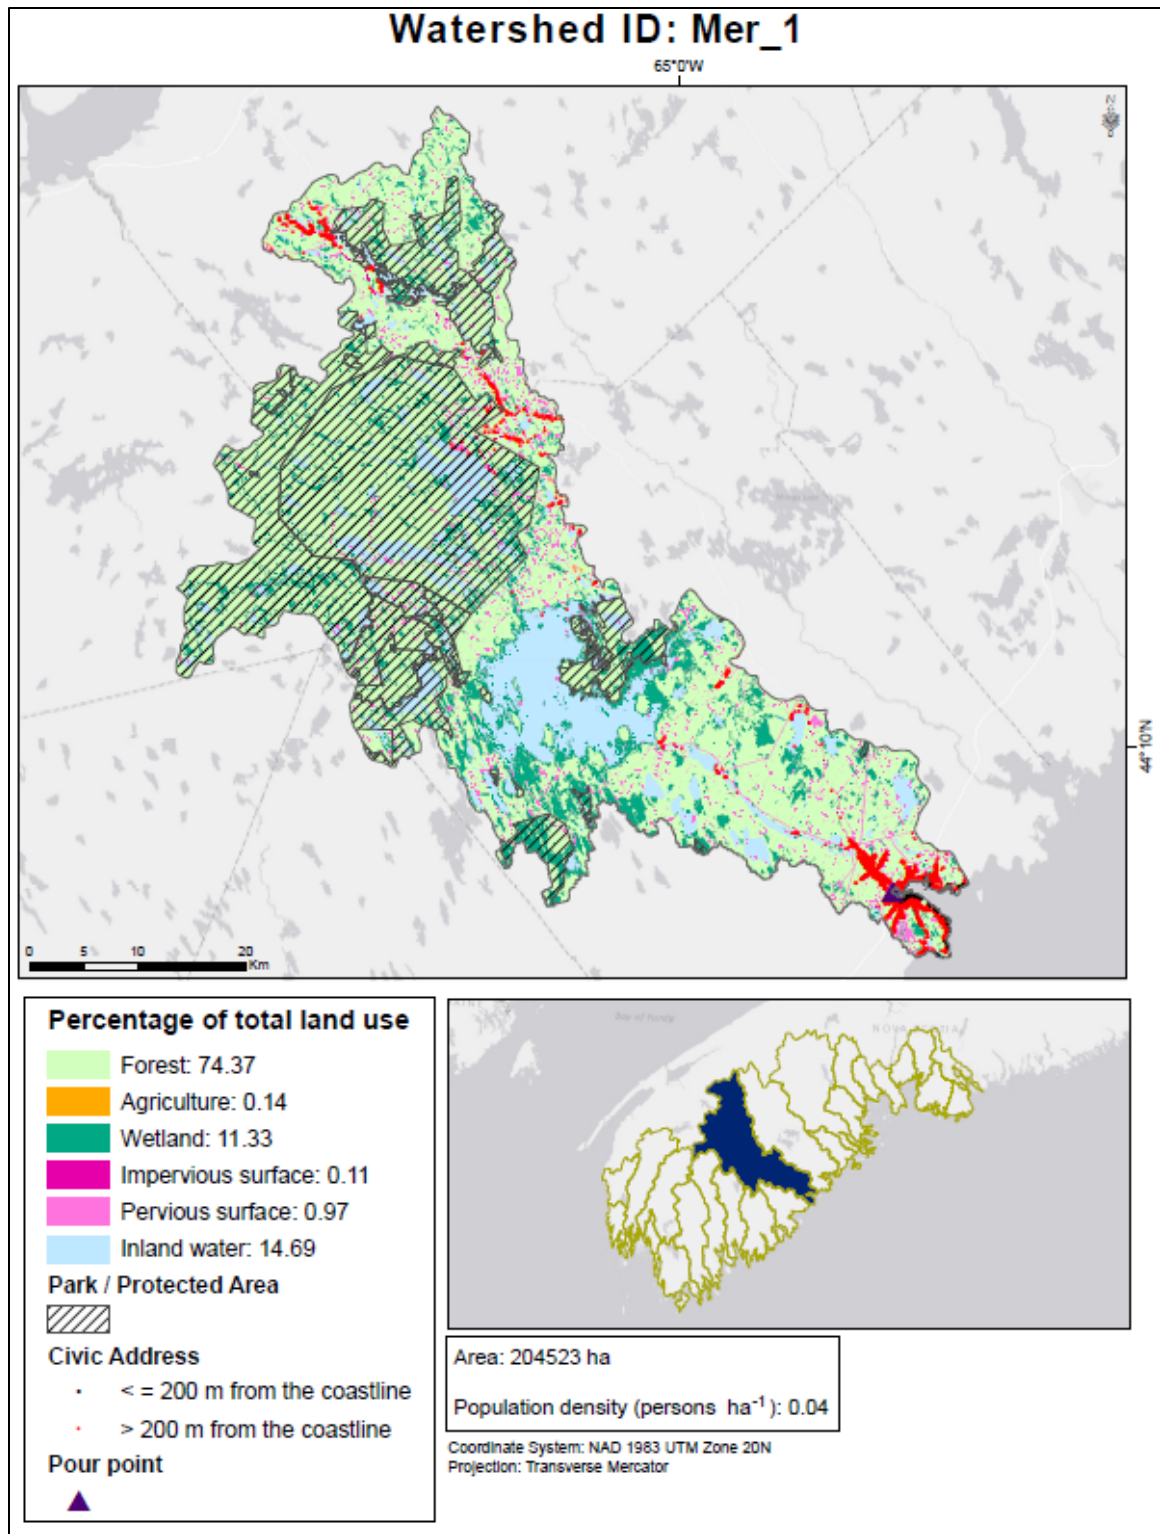 Watershed ID: Mer_1
65°0'W
N
44°10'N
0 5 10 20
Km
Percentage of total land use
Forest: 74.37
Agriculture: 0.14
Wetland: 11.33
Impervious surface: 0.11
Pervious surface: 0.97
Inland water: 14.69
Park / Protected Area
Civic Address
< = 200 m from the coastline
> 200 m from the coastline
Pour point
Bay of Fundy
Area: 204523 ha
Population density (persons ha⁻¹): 0.04
Coordinate System: NAD 1983 UTM Zone 20N
Projection: Transverse Mercator